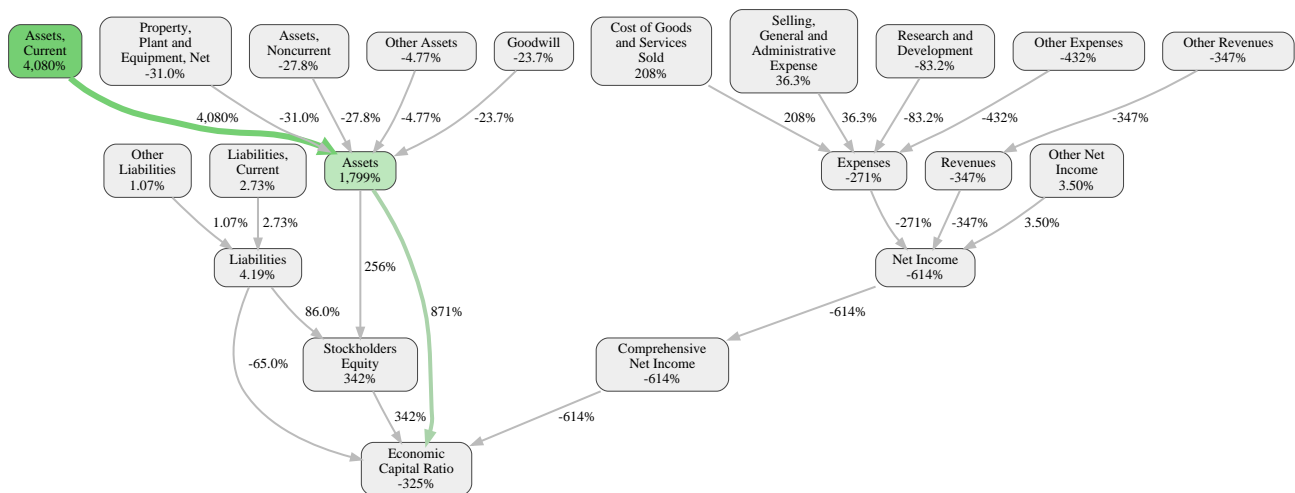 Assets,
Current
4,080%
Property,
Plant and
Equipment, Net
-31.0%
Assets,
Noncurrent
-27.8%
Other Assets
-4.77%
Goodwill
-23.7%
Cost of Goods
and Services
Sold
208%
Selling,
General and
Administrative
Expense
36.3%
Research and
Development
-83.2%
Other Expenses
-432%
Other Revenues
-347%
4,080%
-31.0%
-27.8%
-4.77%
-23.7%
208%
36.3%
-83.2%
-432%
-347%
Other
Liabilities
1.07%
Liabilities,
Current
2.73%
Assets
1,799%
Expenses
-271%
Revenues
-347%
Other Net
Income
3.50%
1.07%
2.73%
-271%
-347%
3.50%
Liabilities
4.19%
256%
Net Income
-614%
86.0%
871%
-614%
-65.0%
Stockholders
Equity
342%
Comprehensive
Net Income
-614%
342%
-614%
Economic
Capital Ratio
-325%